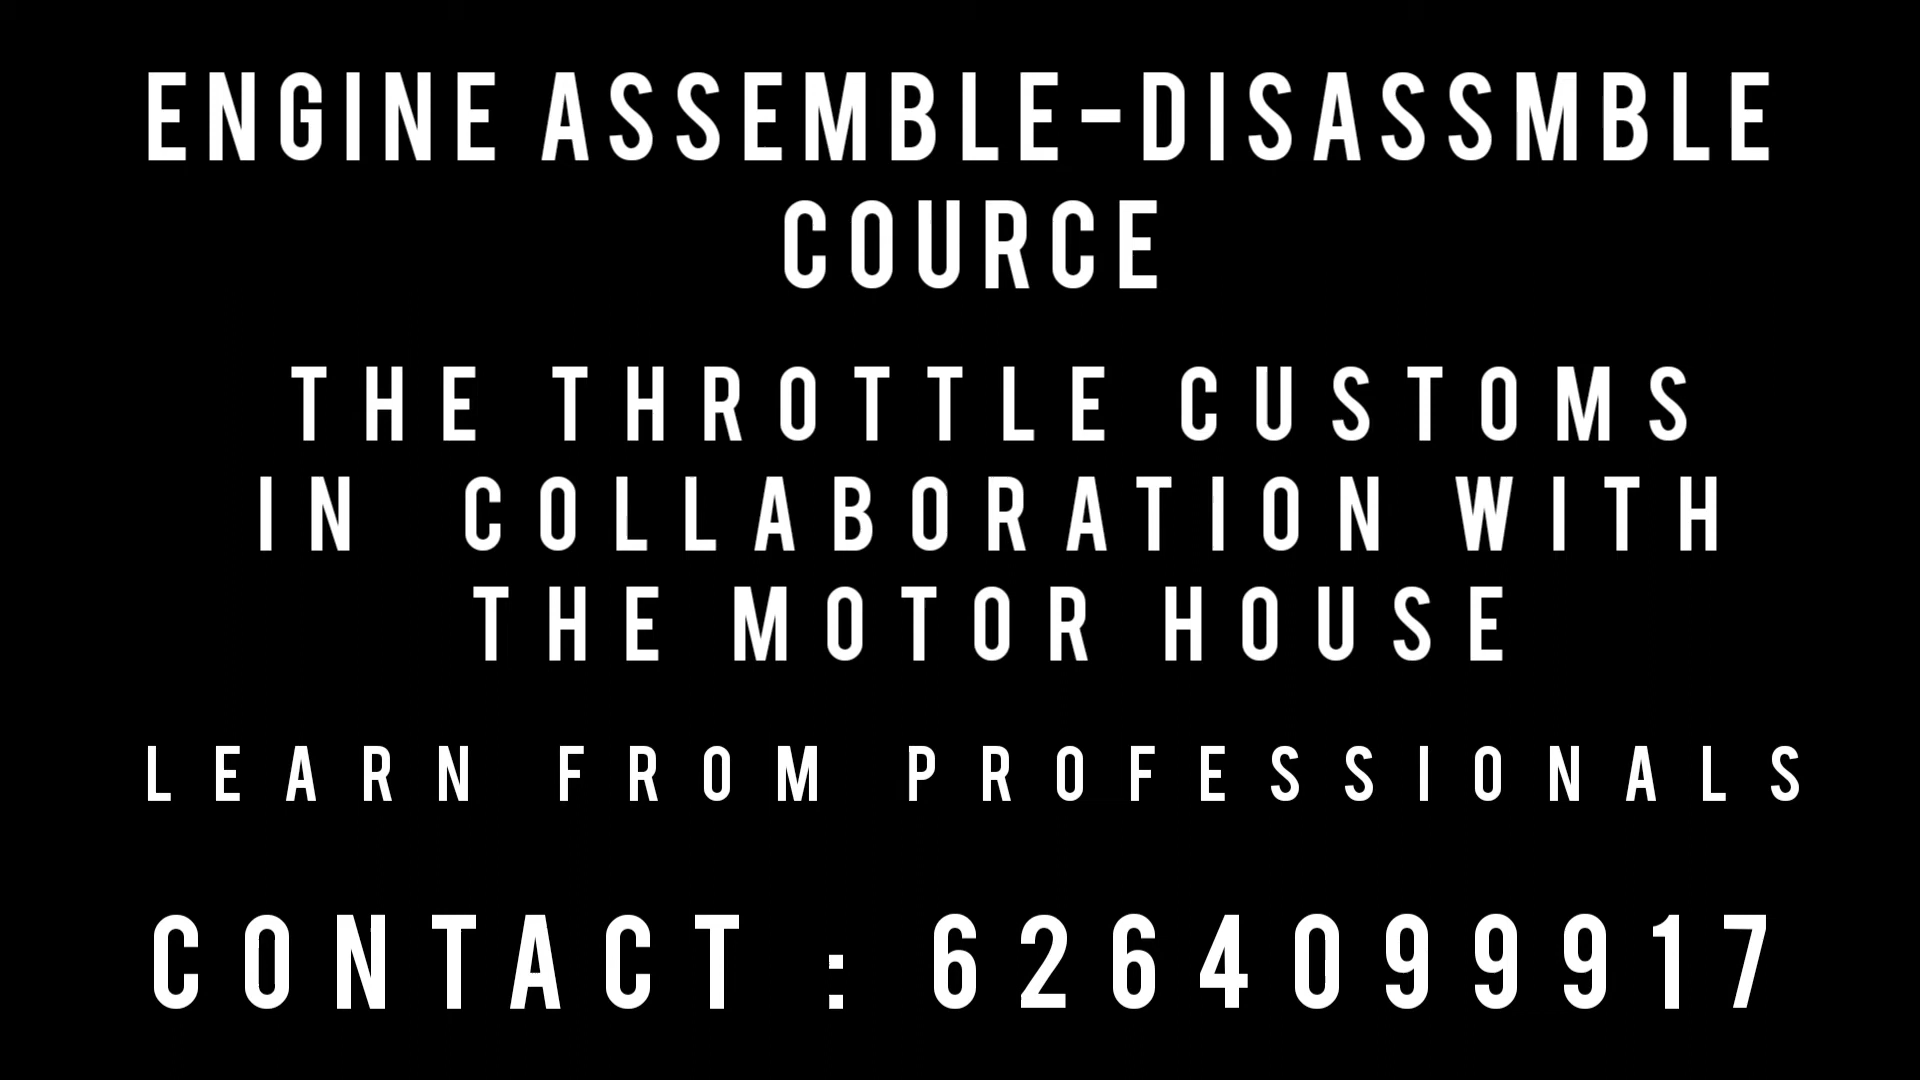 ENGINE ASSEMBLE-DISASSMBLE
COURCE
THE THROTTLE CUSTOMS
IN COLLABORATION WITH
THE MOTOR HOUSE
LEARN FROM PROFESSIONALS
CONTACT : 6264099917